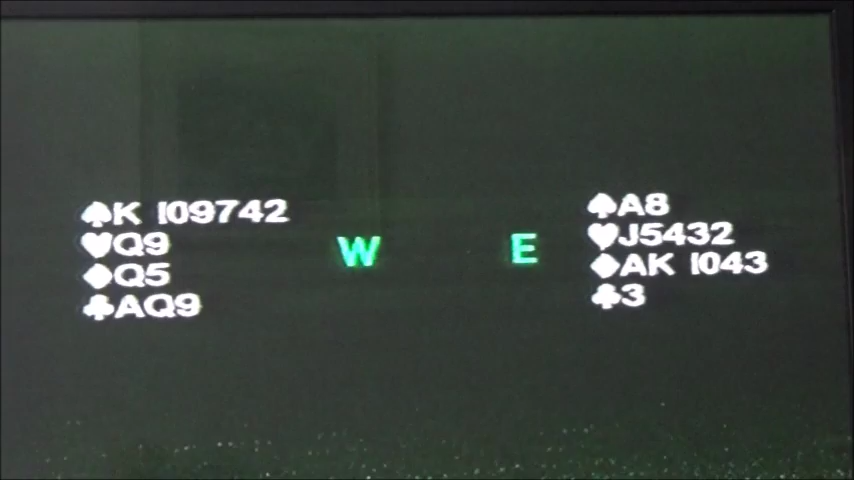 ♠K 109742
♥Q9
♦Q5
♣AQ9
W E
♠A8
♥J5432
♦AK 1043
♣3